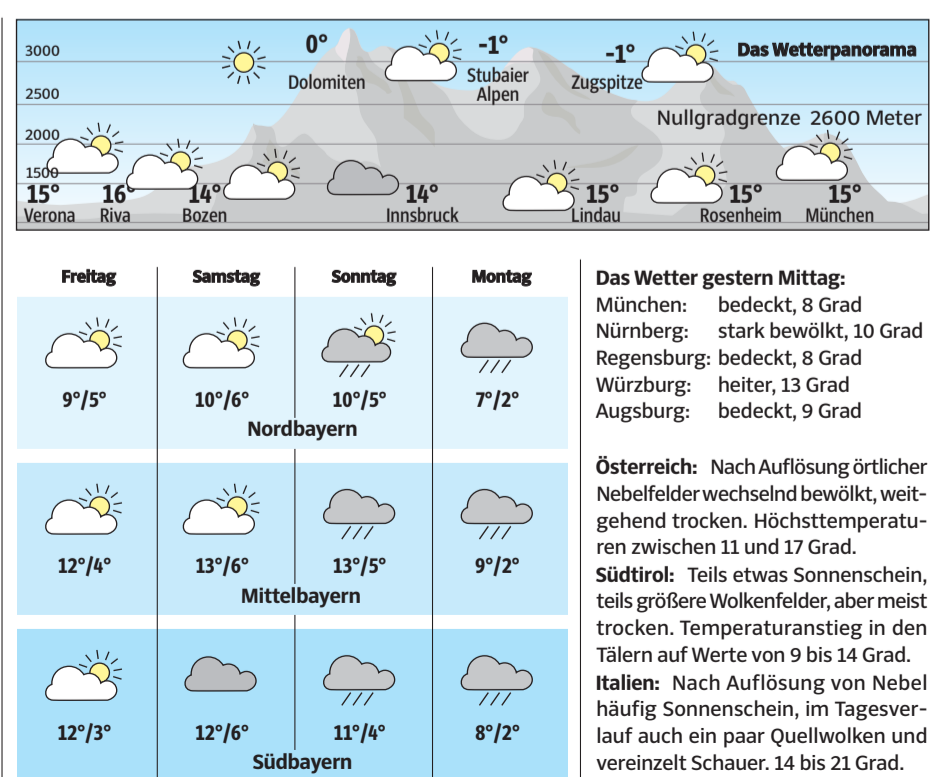 Das Wetterpanorama
3000
2500
2000
1500
0°
Dolomiten
-1°
Stubaier
Alpen
-1°
Zugspitze
Nullgradgrenze 2600 Meter
15°
Verona
16°
Riva
14°
Bozen
14°
Innsbruck
15°
Lindau
15°
Rosenheim
15°
München
Freitag Samstag Sonntag Montag
9°/5° 10°/6° 10°/5° 7°/2°
Nordbayern
12°/4° 13°/6° 13°/5° 9°/2°
Mittelbayern
12°/3° 12°/6° 11°/4° 8°/2°
Südbayern
Das Wetter gestern Mittag:
München: bedeckt, 8 Grad
Nürnberg: stark bewölkt, 10 Grad
Regensburg: bedeckt, 8 Grad
Würzburg: heiter, 13 Grad
Augsburg: bedeckt, 9 Grad
Österreich: Nach Auflösung örtlicher
Nebelfelder wechselnd bewölkt, weit-
gehend trocken. Höchsttemperatu-
ren zwischen 11 und 17 Grad.
Südtirol: Teils etwas Sonnenschein,
teils größere Wolkenfelder, aber meist
trocken. Temperaturanstieg in den
Tälern auf Werte von 9 bis 14 Grad.
Italien: Nach Auflösung von Nebel
häufig Sonnenschein, im Tagesver-
lauf auch ein paar Quellwolken und
vereinzelt Schauer. 14 bis 21 Grad.